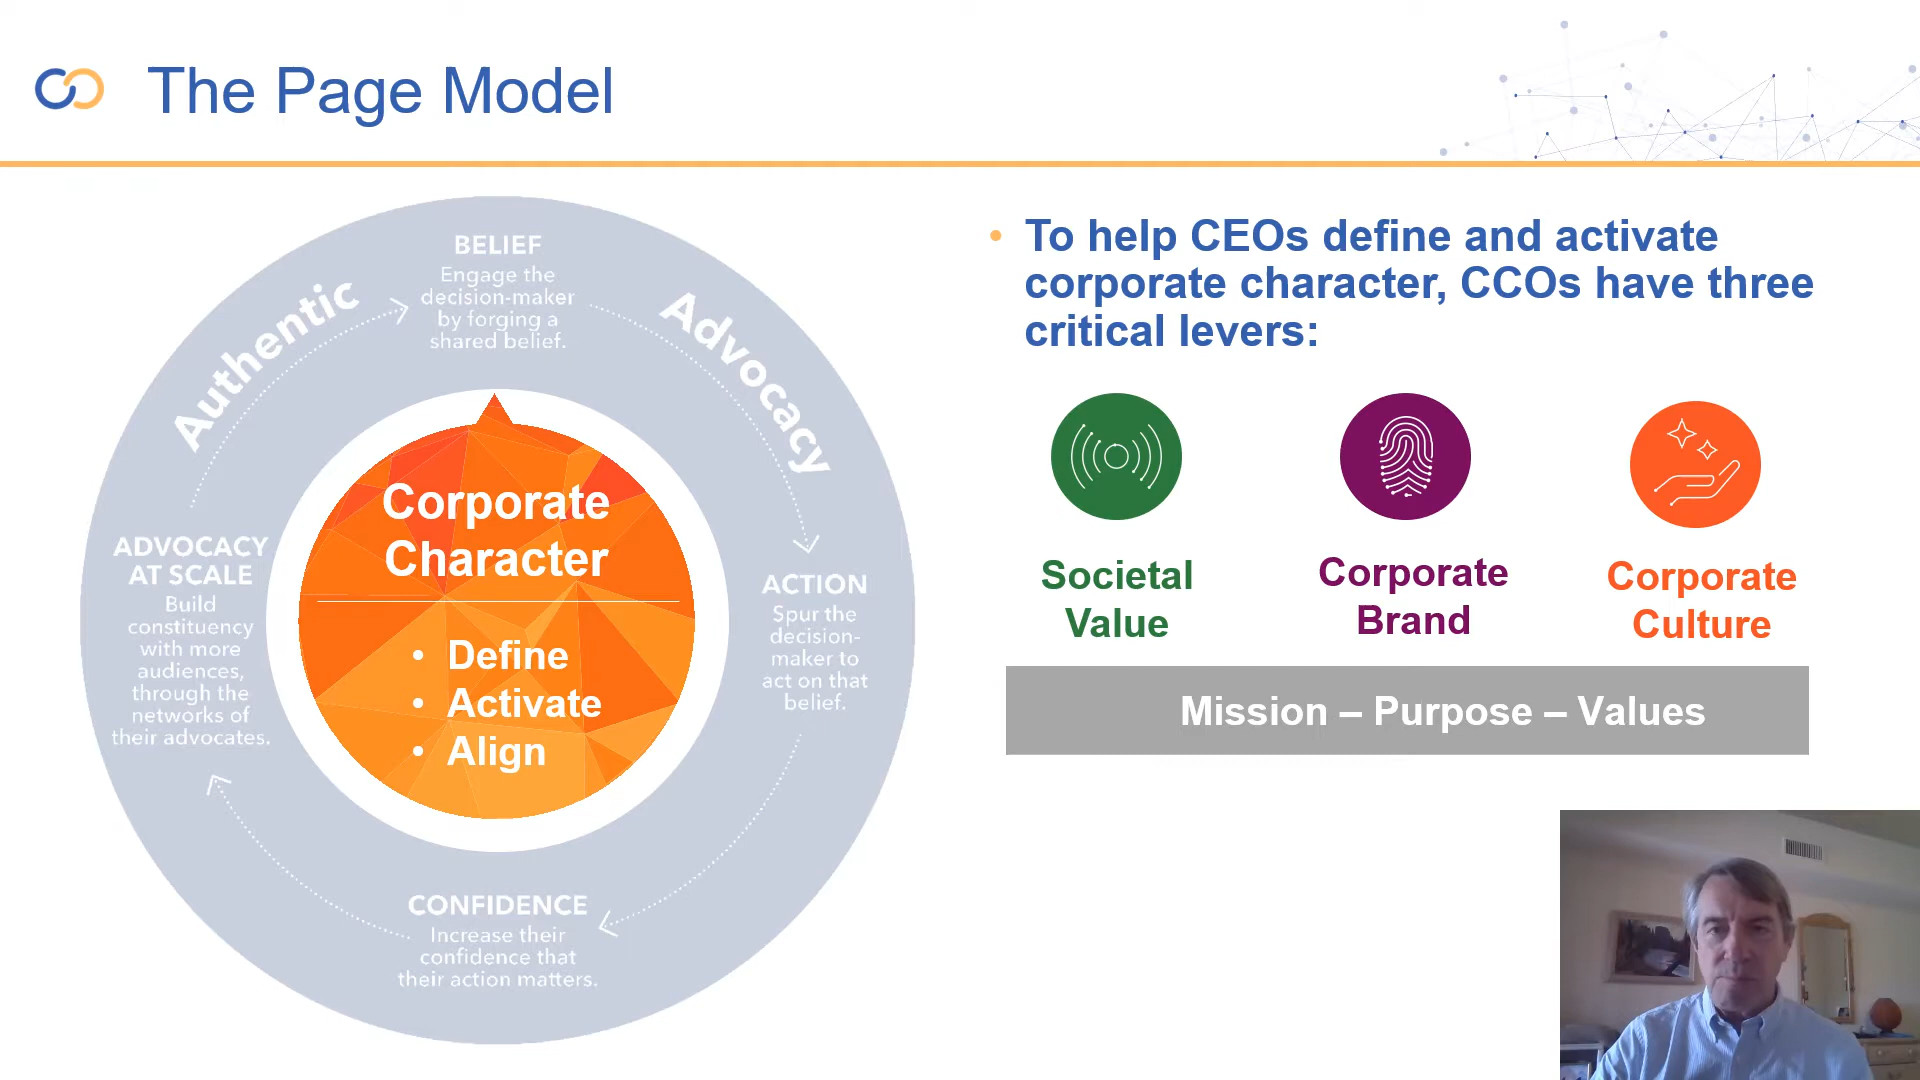 The Page Model
Authentic
Advocacy
BELIEF
Engage the
decision-maker
by forging a
shared belief.
ACTION
Spur the
decision-
maker to
act on that
belief.
CONFIDENCE
Increase their
confidence that
their action matters.
ADVOCACY
AT SCALE
Build
constituency
with more
audiences,
through the
networks of
their advocates.
Corporate
Character
• Define
• Activate
• Align
• To help CEOs define and activate
corporate character, CCOs have three
critical levers:
Societal
Value
Corporate
Brand
Corporate
Culture
Mission – Purpose – Values